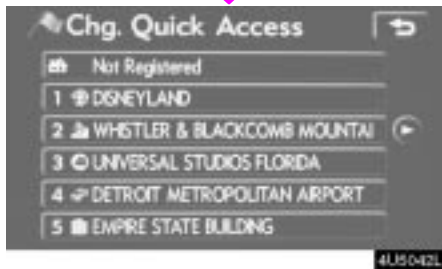 Chg. Quick Access
Not Registered
1 DISNEYLAND
2 WHISTLER & BLACKCOMB MOUNTAI
3 UNIVERSAL STUDIOS FLORIDA
4 DETROIT METROPOLITAN AIRPORT
5 EMPIRE STATE BUILDING
4U5042L